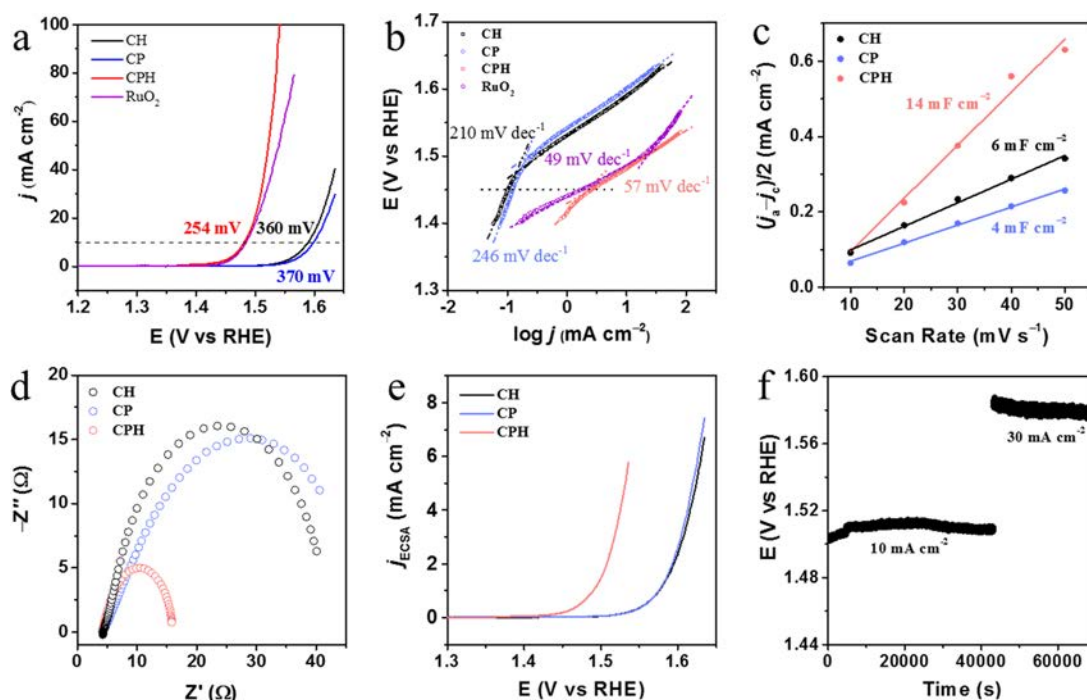 a
CH
CP
CPH
RuO₂
254 mV
360 mV
370 mV
100
80
60
40
20
0
1.2 1.3 1.4 1.5 1.6
E (V vs RHE)
j (mA cm⁻²)
b
CH
CP
CPH
RuO₂
210 mV dec⁻¹
49 mV dec⁻¹
57 mV dec⁻¹
246 mV dec⁻¹
1.7
1.6
1.5
1.4
1.3
-2 -1 0 1 2
log j (mA cm⁻²)
E (V vs RHE)
c
CH
CP
CPH
14 mF cm⁻²
6 mF cm⁻²
4 mF cm⁻²
0.6
0.4
0.2
0.0
10 20 30 40 50
Scan Rate (mV s⁻¹)
(jₐ–j꜀)/2 (mA cm⁻²)
d
CH
CP
CPH
20
15
10
5
0
0 10 20 30 40
Z' (Ω)
–Z'' (Ω)
e
CH
CP
CPH
8
6
4
2
0
1.3 1.4 1.5 1.6
E (V vs RHE)
j ECSA (mA cm⁻²)
f
30 mA cm⁻²
10 mA cm⁻²
1.60
1.56
1.52
1.48
1.44
0 20000 40000 60000
Time (s)
E (V vs RHE)